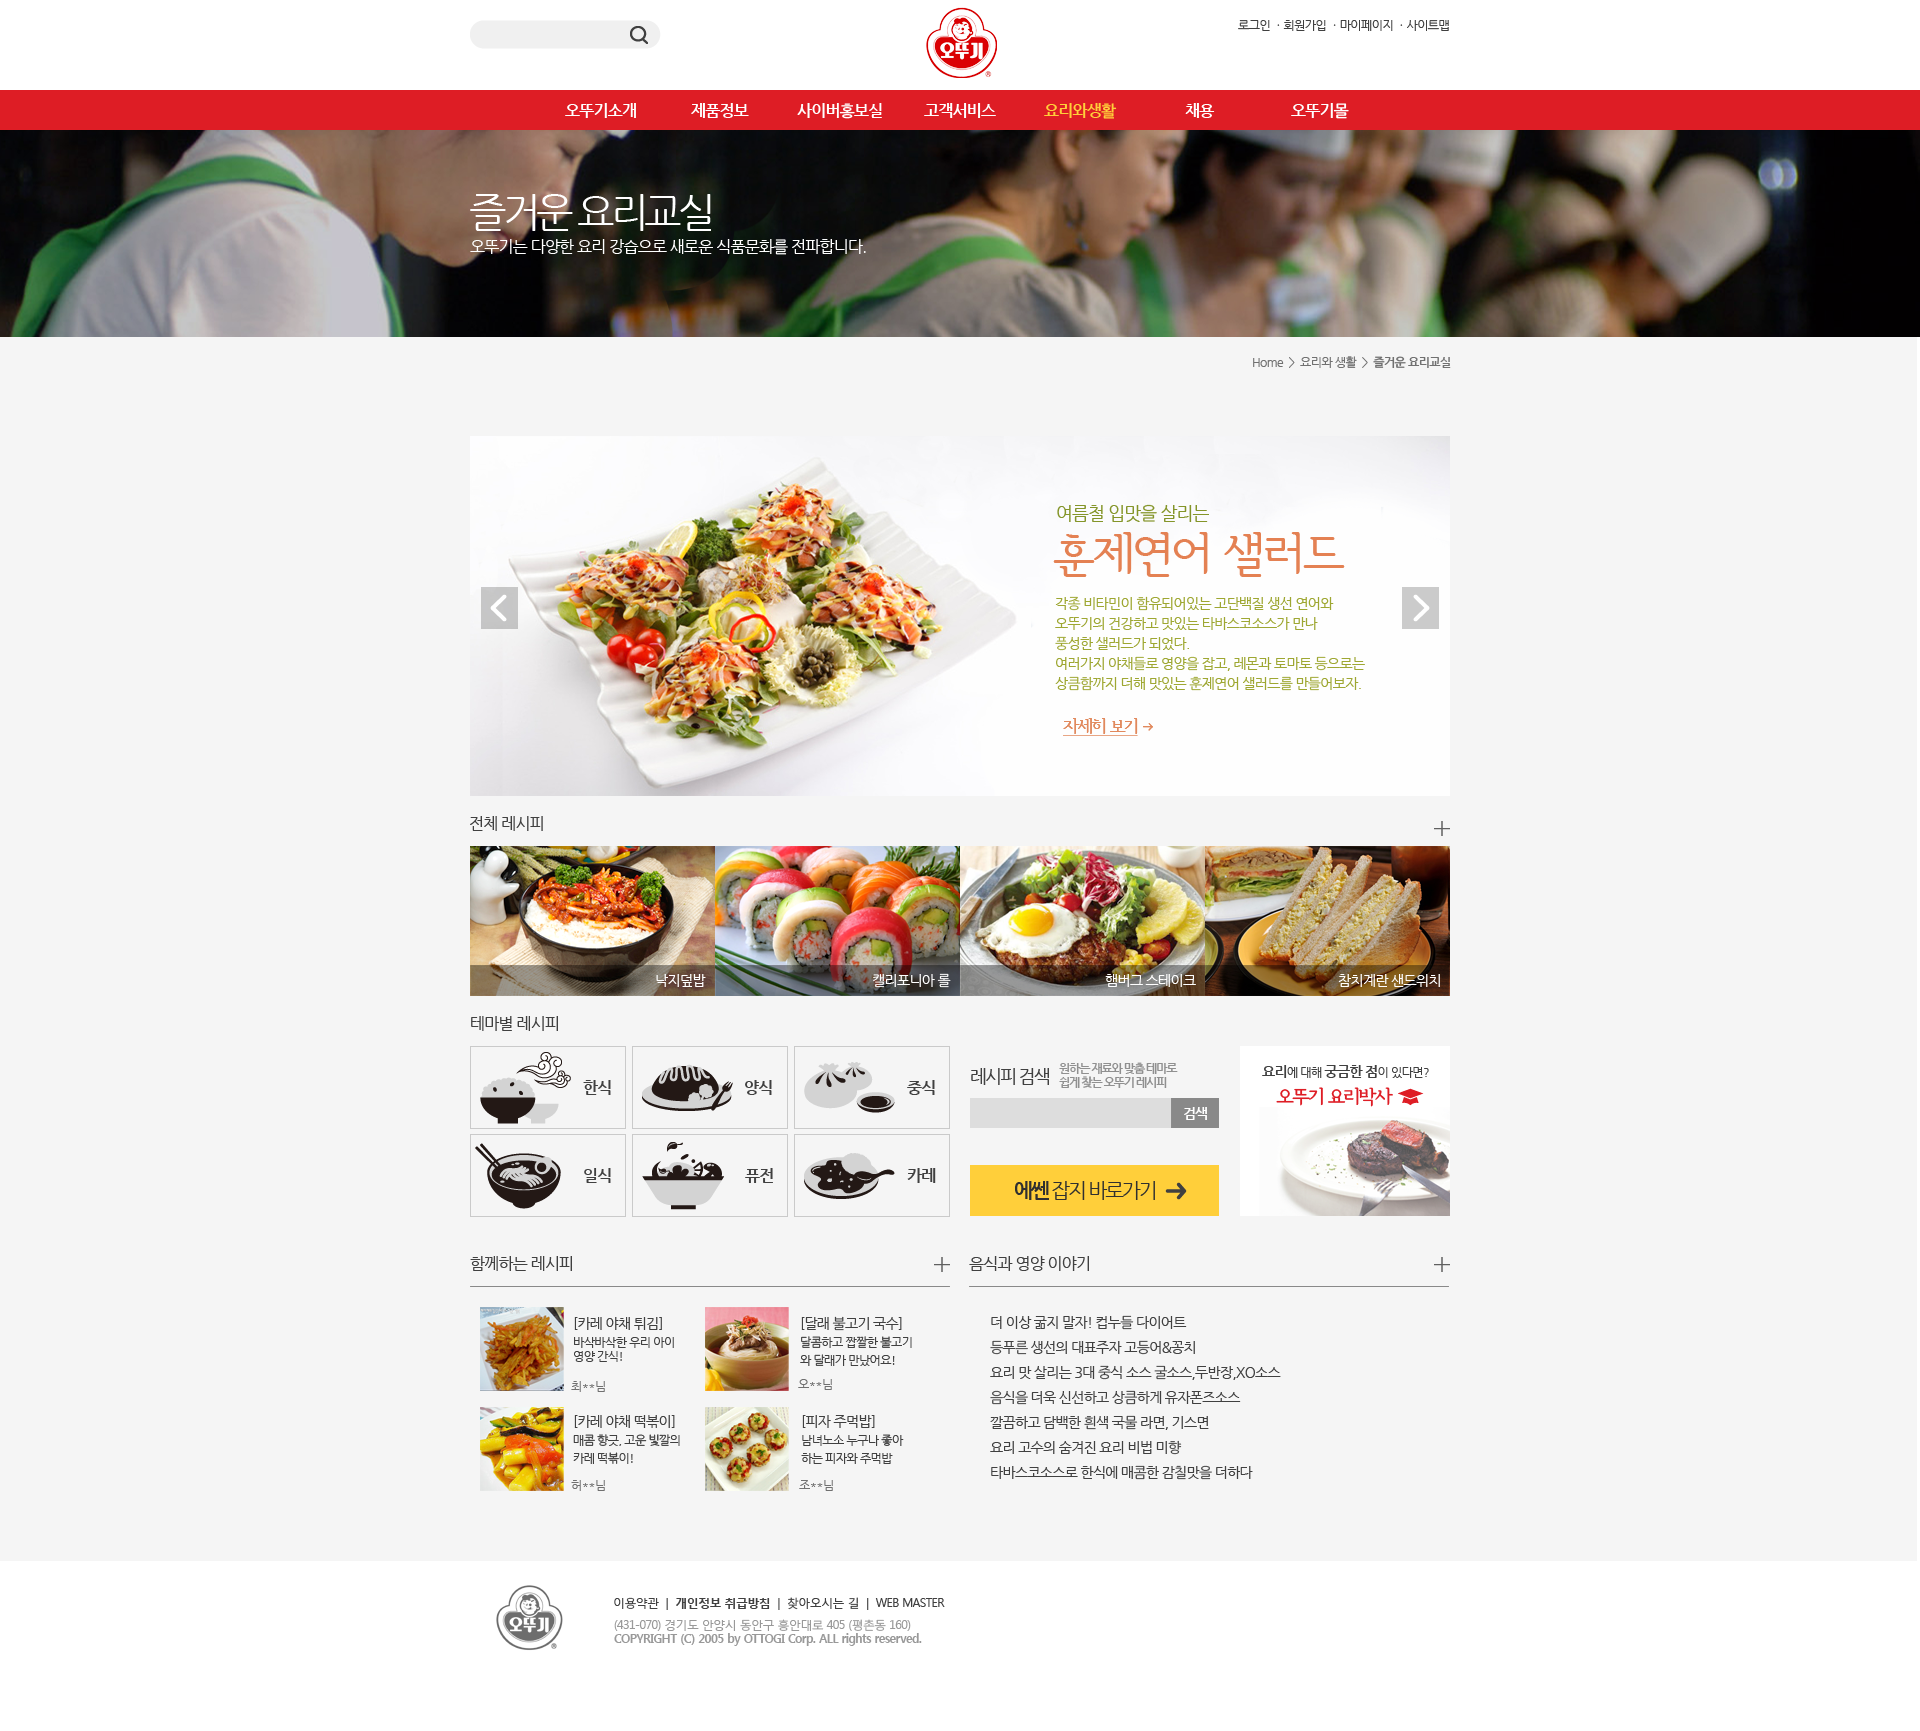 오뚜기
로그인 · 회원가입 · 마이페이지 · 사이트맵
오뚜기소개 제품정보 사이버홍보실 고객서비스 요리와생활 채용 오뚜기몰
즐거운 요리교실
오뚜기는 다양한 요리 강습으로 새로운 식품문화를 전파합니다.
Home > 요리와 생활 > 즐거운 요리교실
여름철 입맛을 살리는
훈제연어 샐러드
각종 비타민이 함유되어있는 고단백질 생선 연어와
오뚜기의 건강하고 맛있는 타바스코소스가 만나
풍성한 샐러드가 되었다.
여러가지 야채들로 영양을 잡고, 레몬과 토마토 등으로는
상큼함까지 더해 맛있는 훈제연어 샐러드를 만들어보자.
자세히 보기
전체 레시피
낙지덮밥
캘리포니아 롤
햄버그 스테이크
참치계란 샌드위치
테마별 레시피
한식
양식
중식
일식
퓨전
카레
레시피 검색
원하는 재료와 맞춤 테마로
쉽게 찾는 오뚜기 레시피
검색
에쎈 잡지 바로가기
요리에 대해 궁금한 점이 있다면?
오뚜기 요리박사
함께하는 레시피
[카레 야채 튀김]
바삭바삭한 우리 아이
영양 간식!
최**님
[달래 불고기 국수]
달콤하고 짭짤한 불고기
와 달래가 만났어요!
오**님
[카레 야채 떡볶이]
매콤 향긋, 고운 빛깔의
카레 떡볶이!
허**님
[피자 주먹밥]
남녀노소 누구나 좋아
하는 피자와 주먹밥
조**님
음식과 영양 이야기
더 이상 굶지 말자! 컵누들 다이어트
등푸른 생선의 대표주자 고등어&꽁치
요리 맛 살리는 3대 중식 소스 굴소스,두반장,XO소스
음식을 더욱 신선하고 상큼하게 유자폰즈소스
깔끔하고 담백한 흰색 국물 라면, 기스면
요리 고수의 숨겨진 요리 비법 미향
타바스코소스로 한식에 매콤한 감칠맛을 더하다
오뚜기
이용약관 | 개인정보 취급방침 | 찾아오시는 길 | WEB MASTER
(431-070) 경기도 안양시 동안구 흥안대로 405 (평촌동 160)
COPYRIGHT (C) 2005 by OTTOGI Corp. ALL rights reserved.